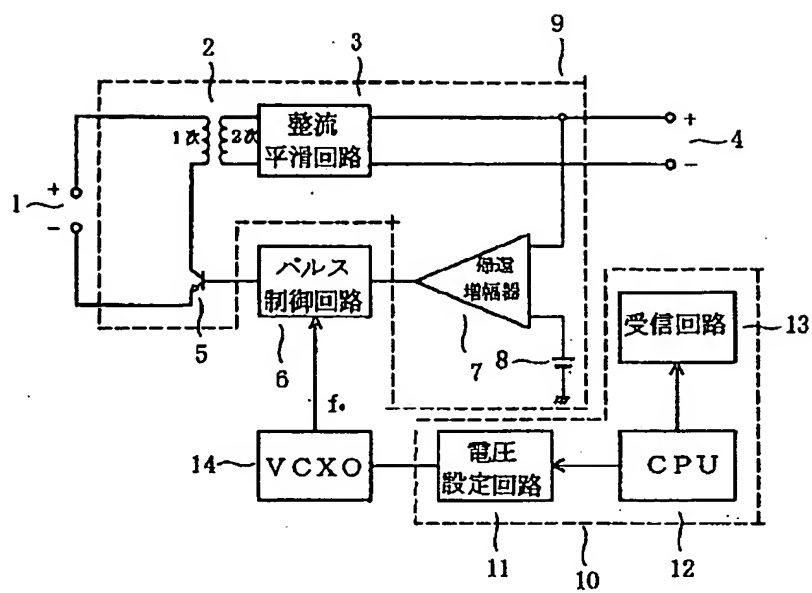 9
2
3
1次
2次
整流
平滑回路
+
4
-
+
1
-
パルス
制御回路
帰還
増幅器
受信回路
13
5
6
7
8
f。
14
VCXO
電圧
設定回路
CPU
11
10
12